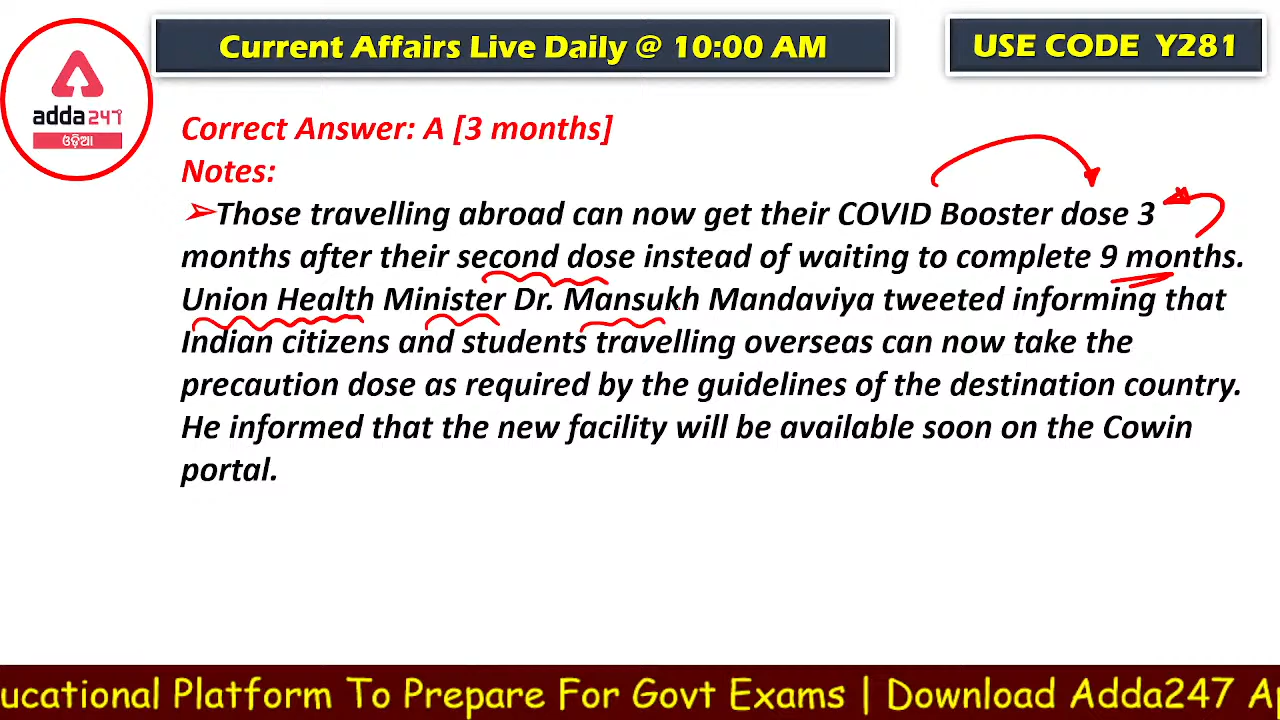 Current Affairs Live Daily @ 10:00 AM
USE CODE Y281
adda247
ଓଡ଼ିଆ
Correct Answer: A [3 months]
Notes:
➢Those travelling abroad can now get their COVID Booster dose 3
months after their second dose instead of waiting to complete 9 months.
Union Health Minister Dr. Mansukh Mandaviya tweeted informing that
Indian citizens and students travelling overseas can now take the
precaution dose as required by the guidelines of the destination country.
He informed that the new facility will be available soon on the Cowin
portal.
ucational Platform To Prepare For Govt Exams | Download Adda247 Ap